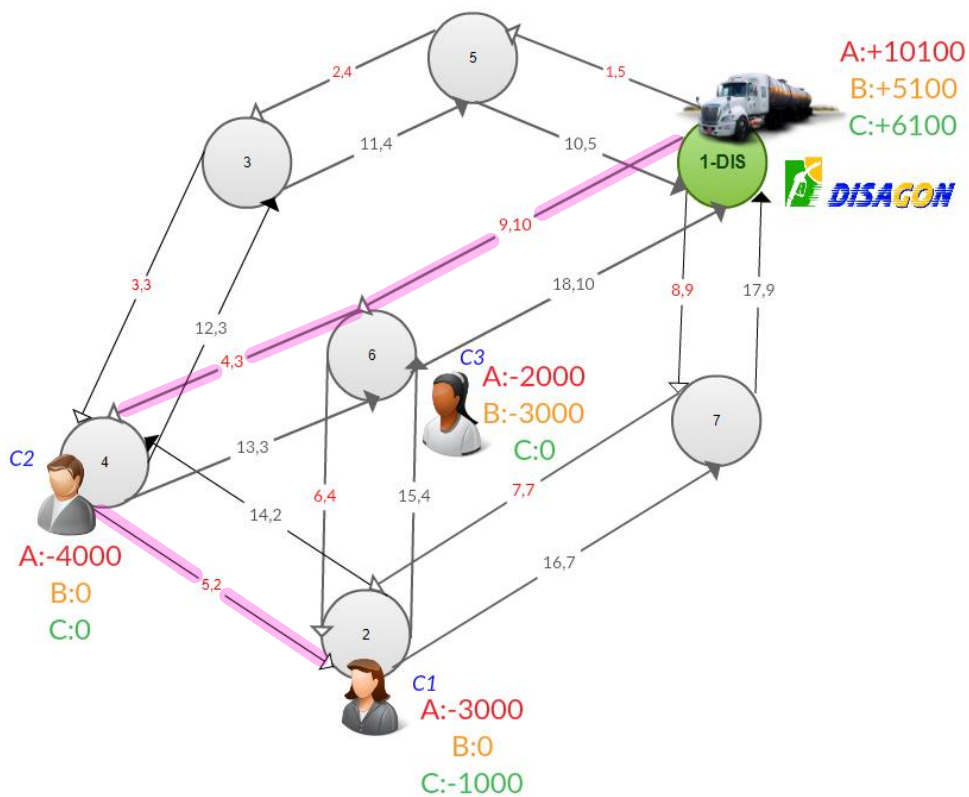 5
2,4
1,5
A:+10100
B:+5100
C:+6100
3
11,4
10,5
1-DIS
DISAGON
9,10
3,3
12,3
18,10
8,9
17,9
4,3
6
C3
A:-2000
B:-3000
C:0
7
C2
4
13,3
6,4
15,4
7,7
14,2
A:-4000
B:0
C:0
5,2
16,7
2
C1
A:-3000
B:0
C:-1000